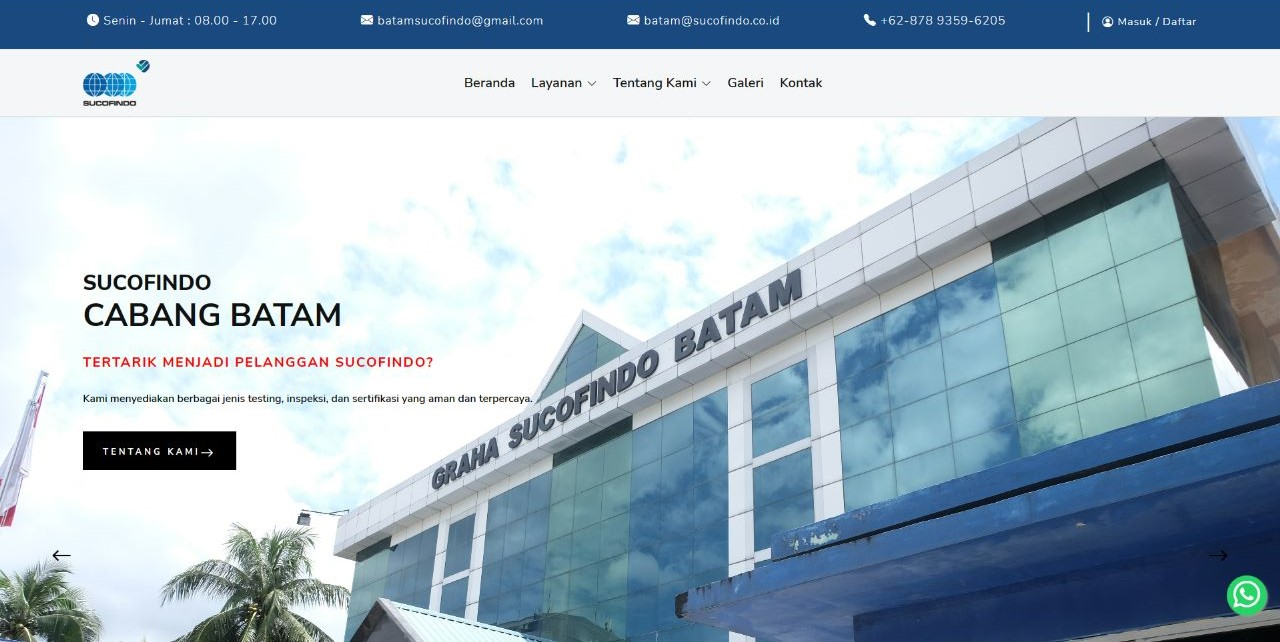 Senin - Jumat : 08.00 - 17.00
batamsucofindo@gmail.com
batam@sucofindo.co.id
+62-878 9359-6205
Masuk / Daftar
SUCOFINDO
Beranda
Layanan
Tentang Kami
Galeri
Kontak
SUCOFINDO
CABANG BATAM
TERTARIK MENJADI PELANGGAN SUCOFINDO?
Kami menyediakan berbagai jenis testing, inspeksi, dan sertifikasi yang aman dan terpercaya.
TENTANG KAMI
GRAHA SUCOFINDO BATAM